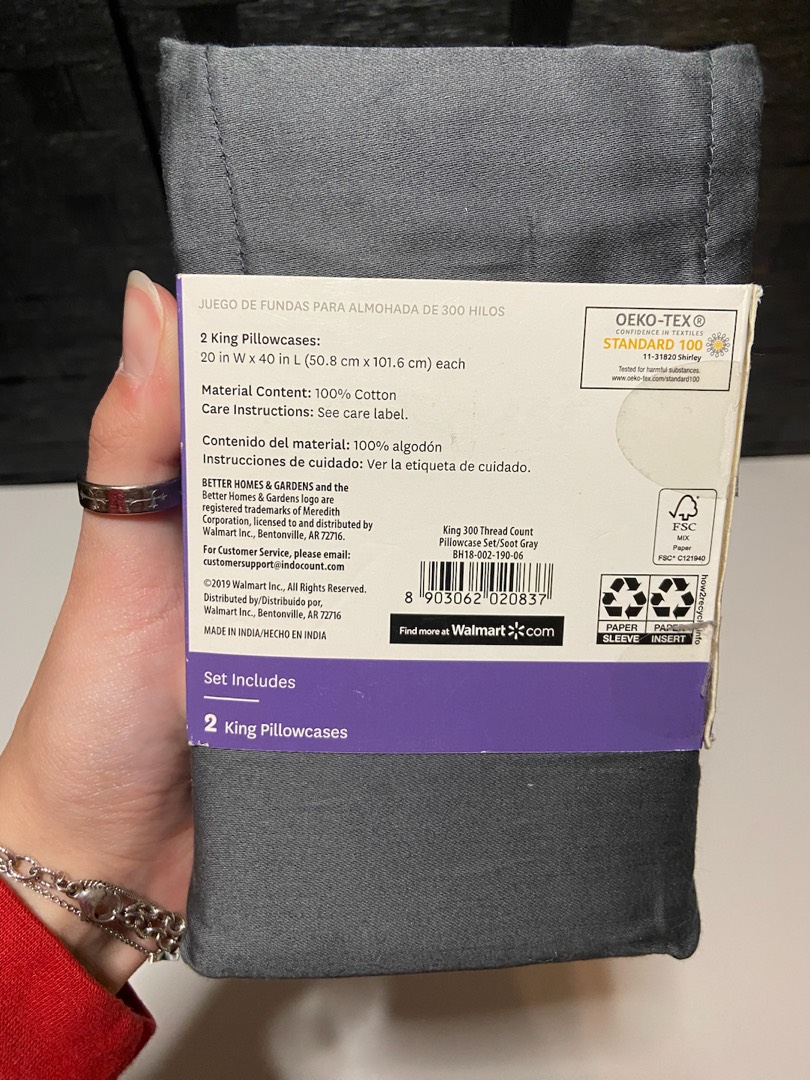 JUEGO DE FUNDAS PARA ALMOHADA DE 300 HILOS
2 King Pillowcases:
20 in W x 40 in L (50.8 cm x 101.6 cm) each
Material Content: 100% Cotton
Care Instructions: See care label.
Contenido del material: 100% algodón
Instrucciones de cuidado: Ver la etiqueta de cuidado.
BETTER HOMES & GARDENS and the
Better Homes & Gardens logo are
registered trademarks of Meredith
Corporation, licensed to and distributed by
Walmart Inc., Bentonville, AR 72716.
For Customer Service, please email:
customersupport@indocount.com
©2019 Walmart Inc., All Rights Reserved.
Distributed by/Distribuido por,
Walmart Inc., Bentonville, AR 72716
MADE IN INDIA/HECHO EN INDIA
OEKO-TEX®
CONFIDENCE IN TEXTILES
STANDARD 100
11-31820 Shirley
Tested for harmful substances.
www.oeko-tex.com/standard100
King 300 Thread Count
Pillowcase Set/Soot Gray
BH18-002-190-06
8 903062 020837
Find more at Walmart.com
FSC
MIX
Paper
FSC® C121940
PAPER
SLEEVE
PAPER
INSERT
how2recycle.info
Set Includes
2 King Pillowcases